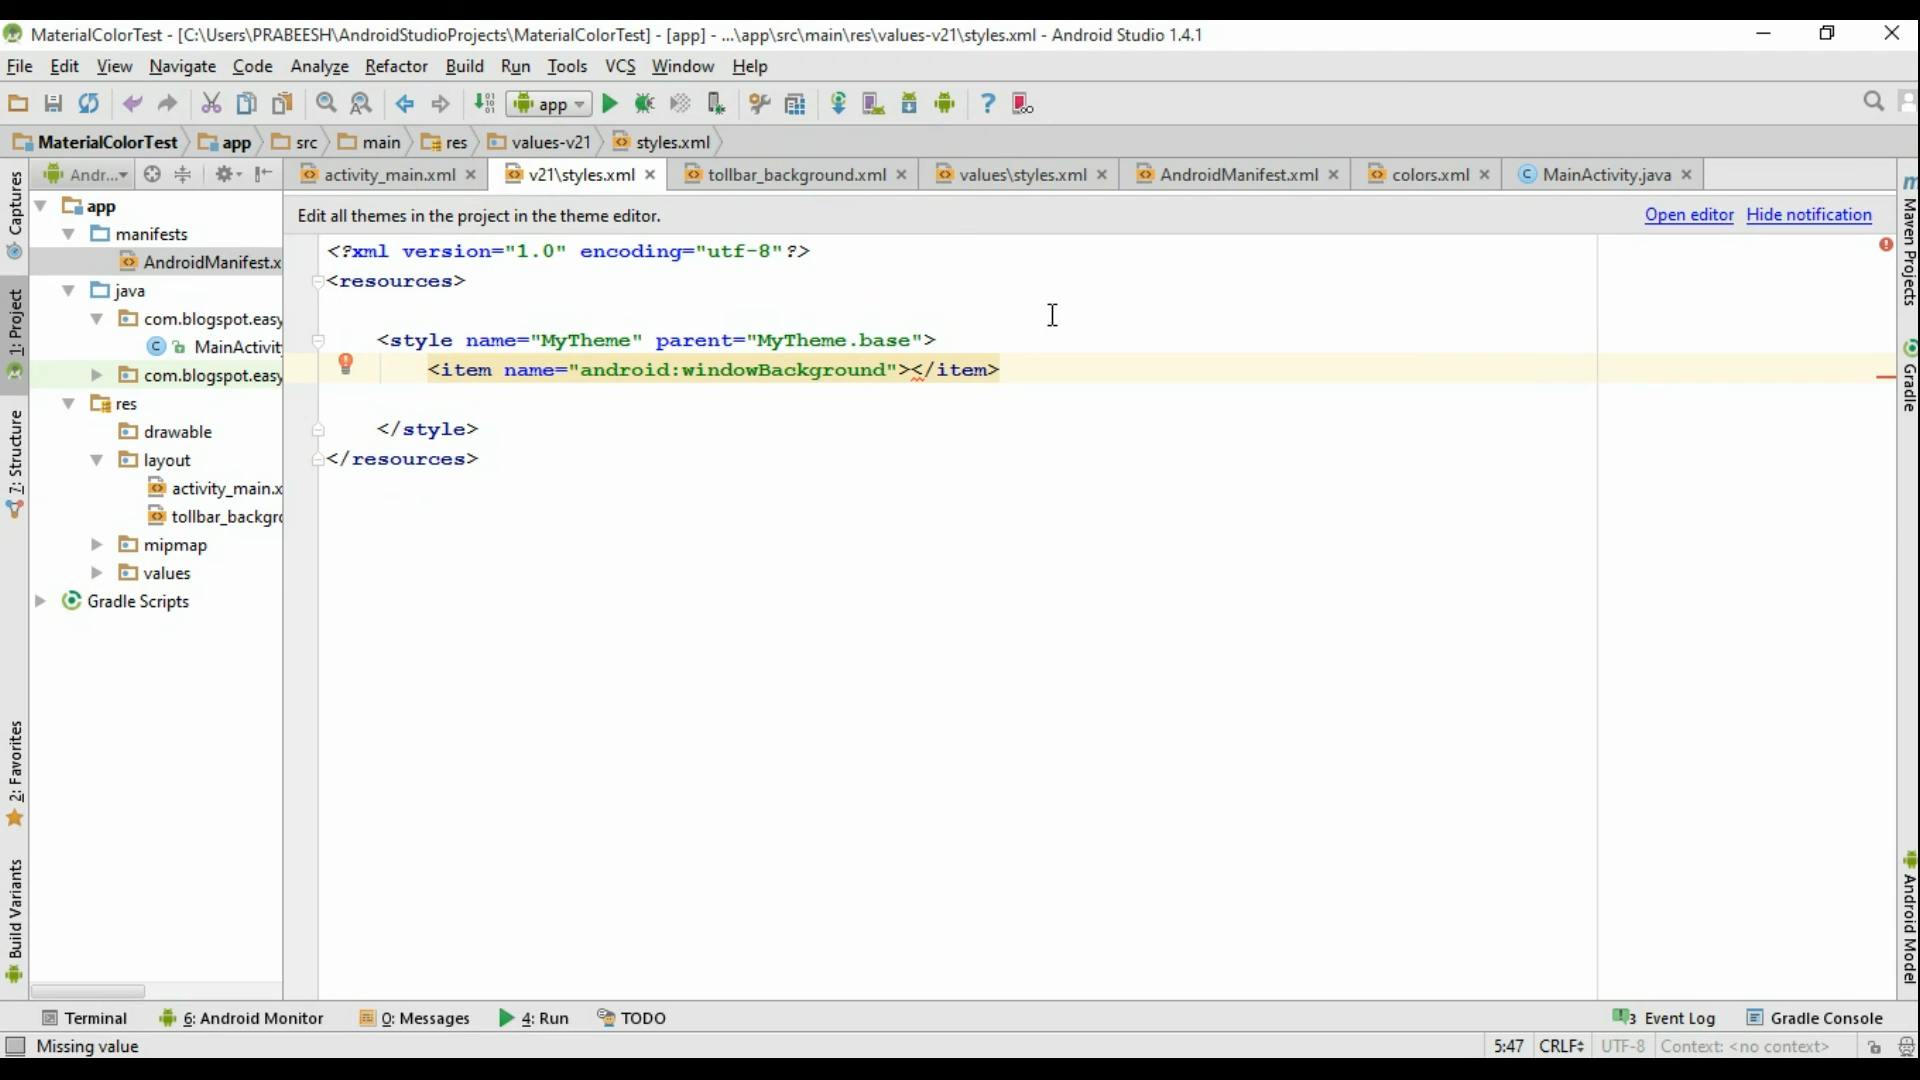 MaterialColorTest - [C:\Users\PRABEESH\AndroidStudioProjects\MaterialColorTest] - [app] - ...\app\src\main\res\values-v21\styles.xml - Android Studio 1.4.1
File Edit View Navigate Code Analyze Refactor Build Run Tools VCS Window Help
app
MaterialColorTest app src main res values-v21 styles.xml
Andr... activity_main.xml v21\styles.xml tollbar_background.xml values\styles.xml AndroidManifest.xml colors.xml MainActivity.java
Edit all themes in the project in the theme editor. Open editor Hide notification
Captures
1: Project
7: Structure
2: Favorites
Build Variants
app
manifests
AndroidManifest.x
java
com.blogspot.easy
MainActivit
com.blogspot.easy
res
drawable
layout
activity_main.x
tollbar_backgr
mipmap
values
Gradle Scripts
<?xml version="1.0" encoding="utf-8"?>
<resources>
<style name="MyTheme" parent="MyTheme.base">
<item name="android:windowBackground"></item>
</style>
</resources>
Maven Projects
Gradle
Android Model
Terminal 6: Android Monitor 0: Messages 4: Run TODO 3 Event Log Gradle Console
Missing value 5:47 CRLF UTF-8 Context: <no context>